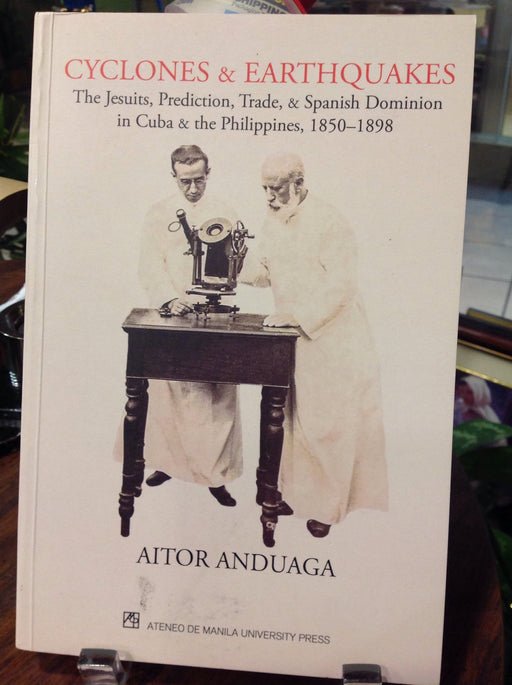 SHIPPING
CYCLONES & EARTHQUAKES
The Jesuits, Prediction, Trade, & Spanish Dominion
in Cuba & the Philippines, 1850–1898
AITOR ANDUAGA
ATENEO DE MANILA UNIVERSITY PRESS